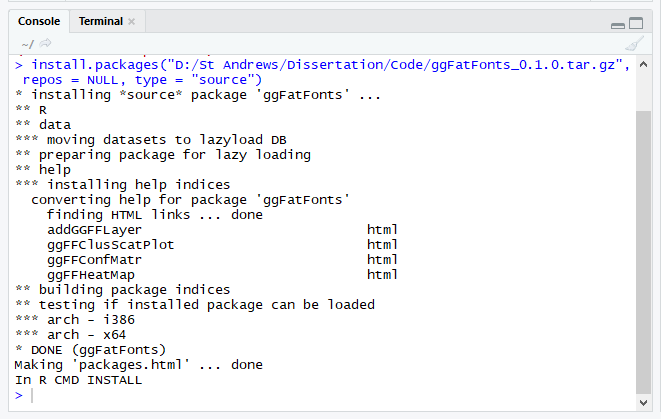 Console Terminal ×
~/
> install.packages("D:/St Andrews/Dissertation/Code/ggFatFonts_0.1.0.tar.gz",
repos = NULL, type = "source")
* installing *source* package 'ggFatFonts' ...
** R
** data
*** moving datasets to lazyload DB
** preparing package for lazy loading
** help
*** installing help indices
converting help for package 'ggFatFonts'
finding HTML links ... done
addGGFFLayer html
ggFFClusScatPlot html
ggFFConfMatr html
ggFFHeatMap html
** building package indices
** testing if installed package can be loaded
*** arch - i386
*** arch - x64
* DONE (ggFatFonts)
Making 'packages.html' ... done
In R CMD INSTALL
>